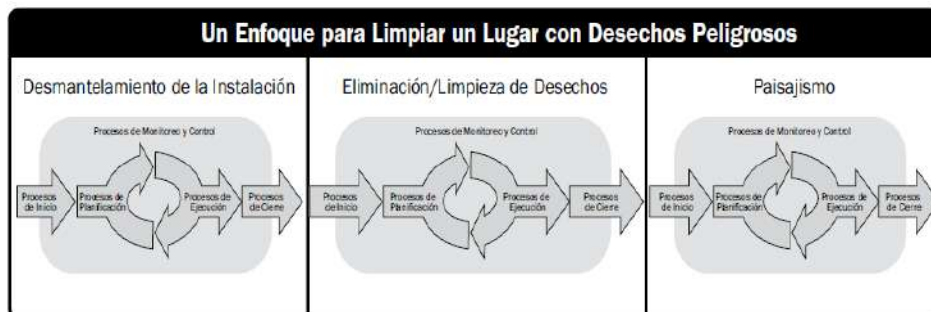 Un Enfoque para Limpiar un Lugar con Desechos Peligrosos
Desmantelamiento de la Instalación
Procesos de Monitoreo y Control
Procesos
de Inicio
Procesos de
Planificación
Procesos de
Ejecución
Procesos
de Cierre
Eliminación/Limpieza de Desechos
Procesos de Monitoreo y Control
Procesos
de Inicio
Procesos de
Planificación
Procesos de
Ejecución
Procesos
de Cierre
Paisajismo
Procesos de Monitoreo y Control
Procesos
de Inicio
Procesos de
Planificación
Procesos de
Ejecución
Procesos
de Cierre